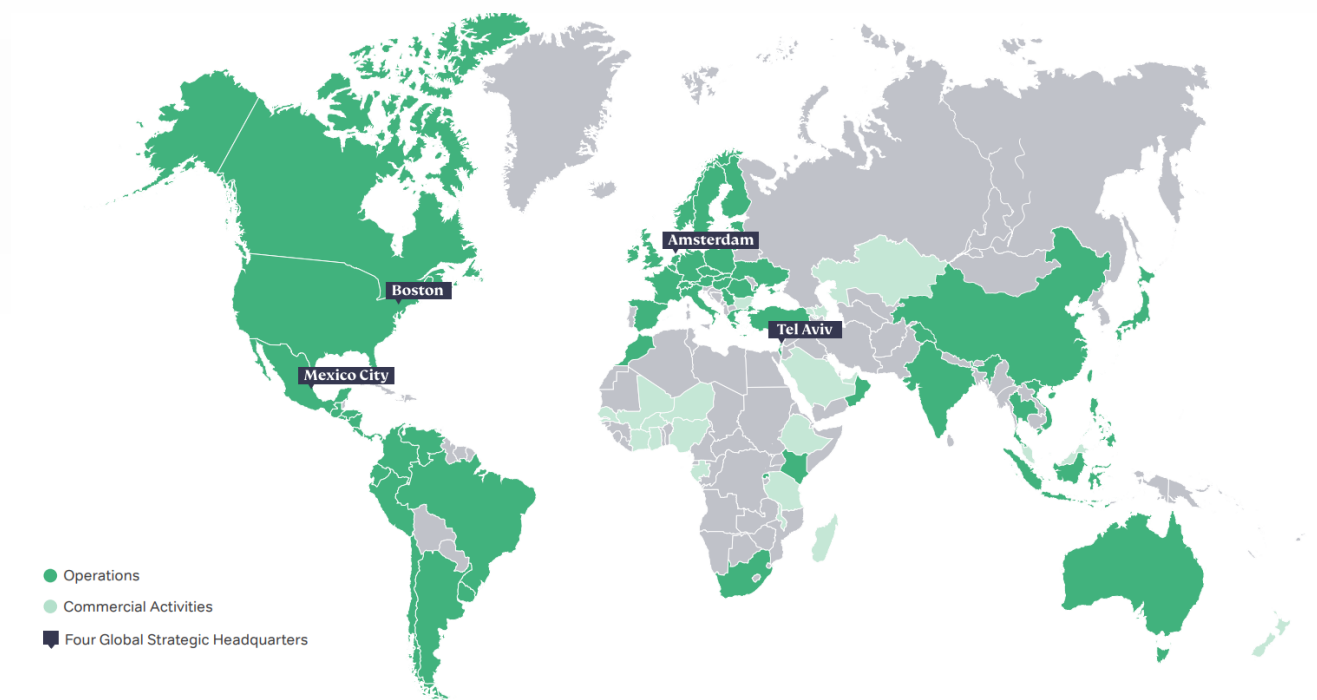 Amsterdam
Boston
Tel Aviv
Mexico City
Operations
Commercial Activities
Four Global Strategic Headquarters